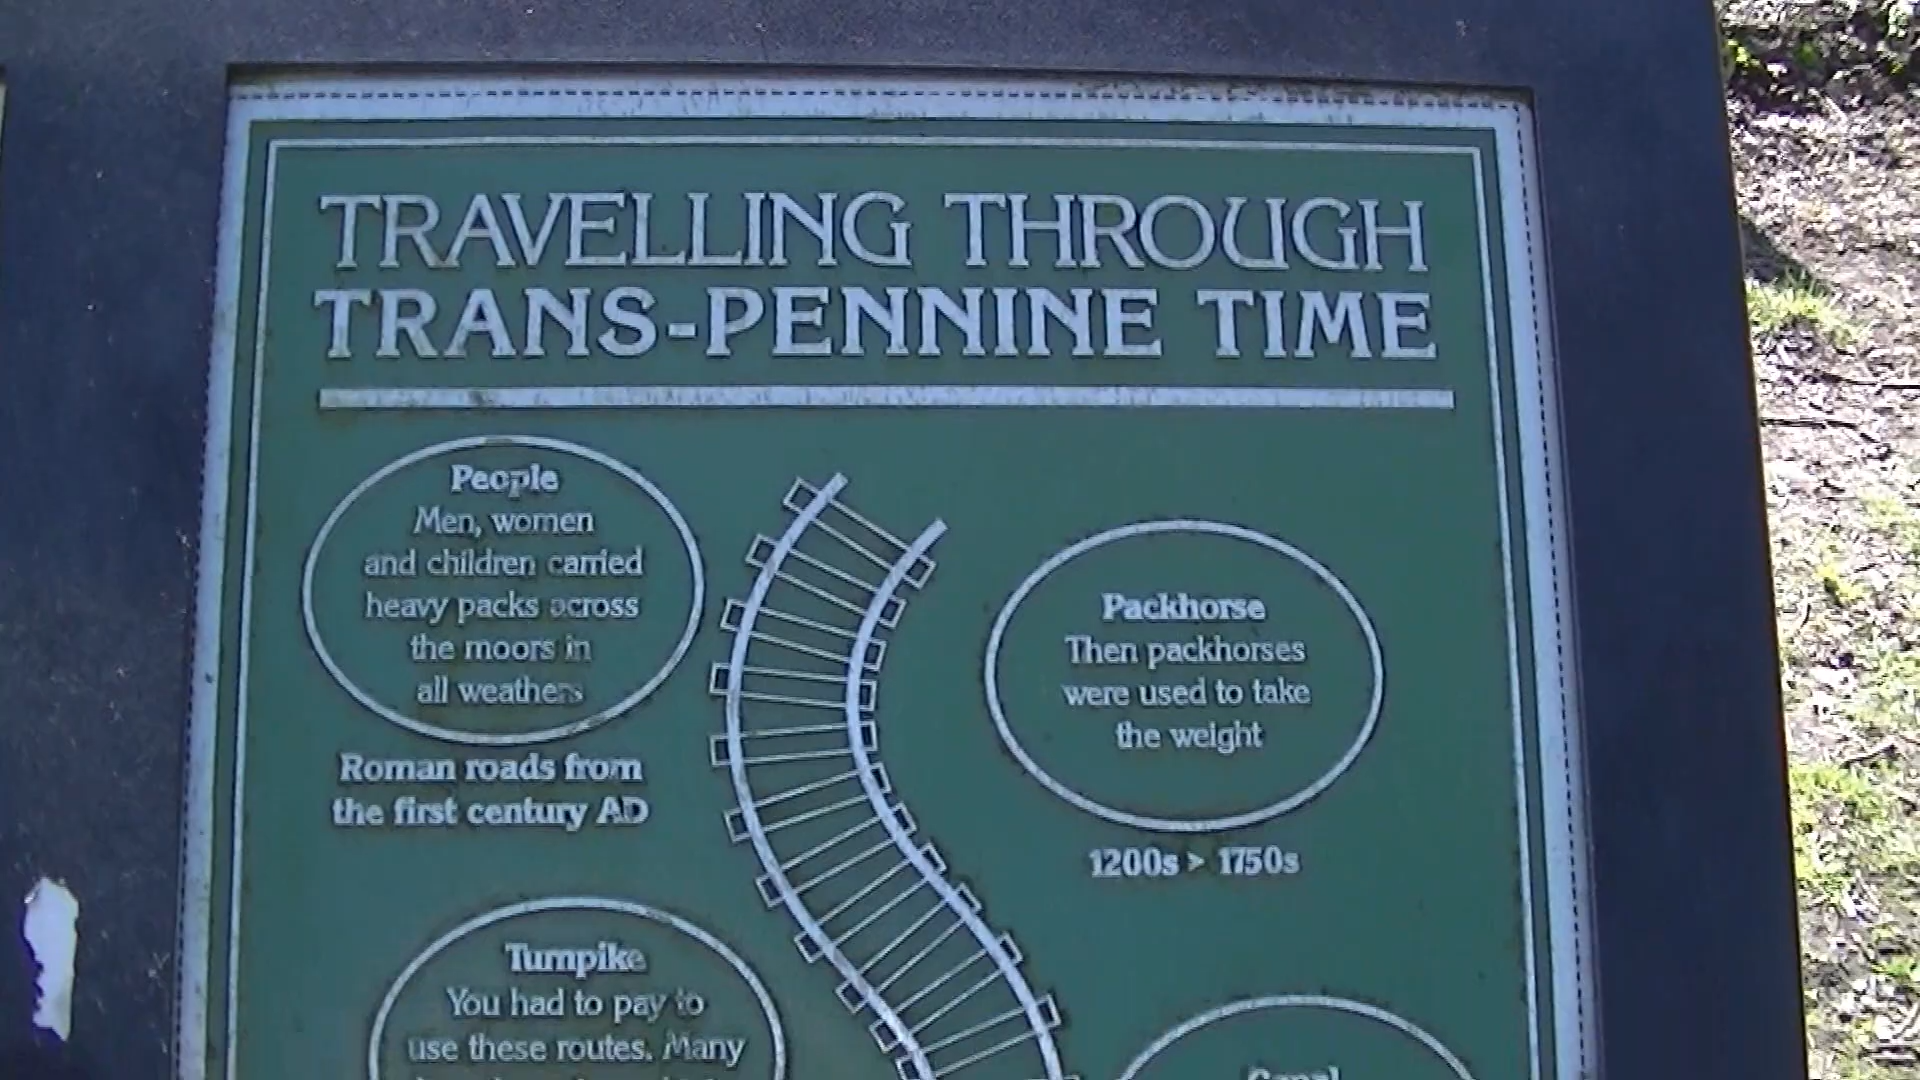 TRAVELLING THROUGH
TRANS-PENNINE TIME
People
Men, women
and children carried
heavy packs across
the moors in
all weathers
Roman roads from
the first century AD
Packhorse
Then packhorses
were used to take
the weight
1200s > 1750s
Turnpike
You had to pay to
use these routes. Many
Canal